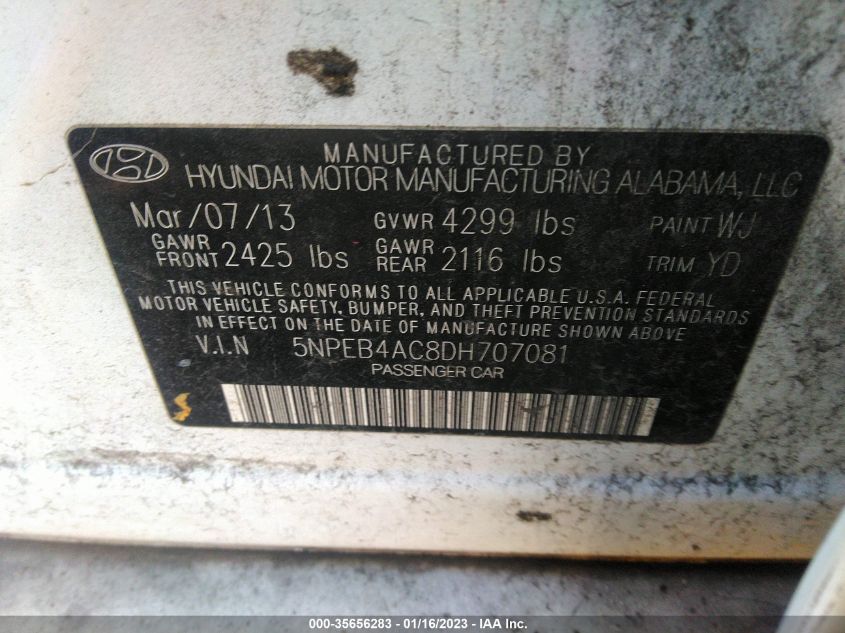 MANUFACTURED BY
HYUNDAI MOTOR MANUFACTURING ALABAMA, LLC
Mar/07/13 GVWR 4299 lbs PAINT WJ
GAWR FRONT 2425 lbs GAWR REAR 2116 lbs TRIM YD
THIS VEHICLE CONFORMS TO ALL APPLICABLE U.S.A. FEDERAL
MOTOR VEHICLE SAFETY, BUMPER, AND THEFT PREVENTION STANDARDS
IN EFFECT ON THE DATE OF MANUFACTURE SHOWN ABOVE
V.I.N 5NPEB4AC8DH707081
PASSENGER CAR
000-35656283 - 01/16/2023 - IAA Inc.